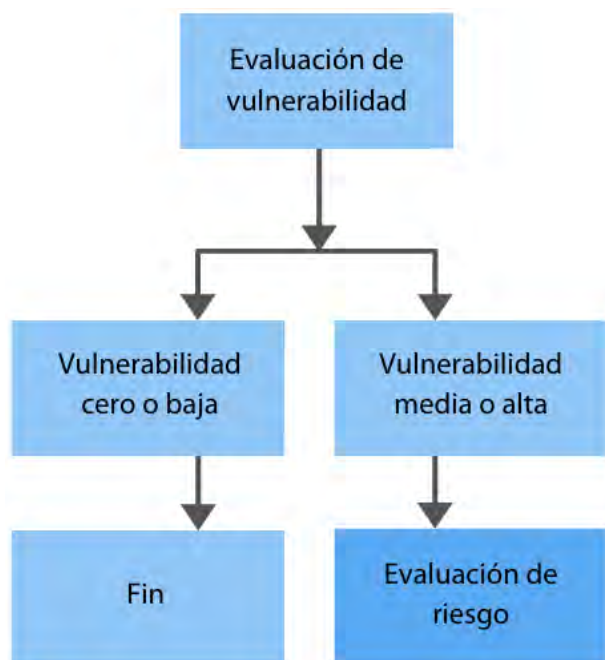 Evaluación de
vulnerabilidad
Vulnerabilidad
cero o baja
Vulnerabilidad
media o alta
Fin
Evaluación de
riesgo